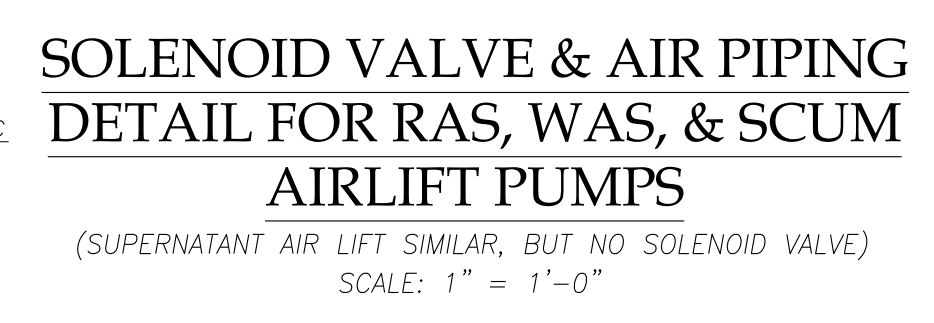 SOLENOID VALVE & AIR PIPING
DETAIL FOR RAS, WAS, & SCUM
AIRLIFT PUMPS
(SUPERNATANT AIR LIFT SIMILAR, BUT NO SOLENOID VALVE)
SCALE: 1" = 1'-0"